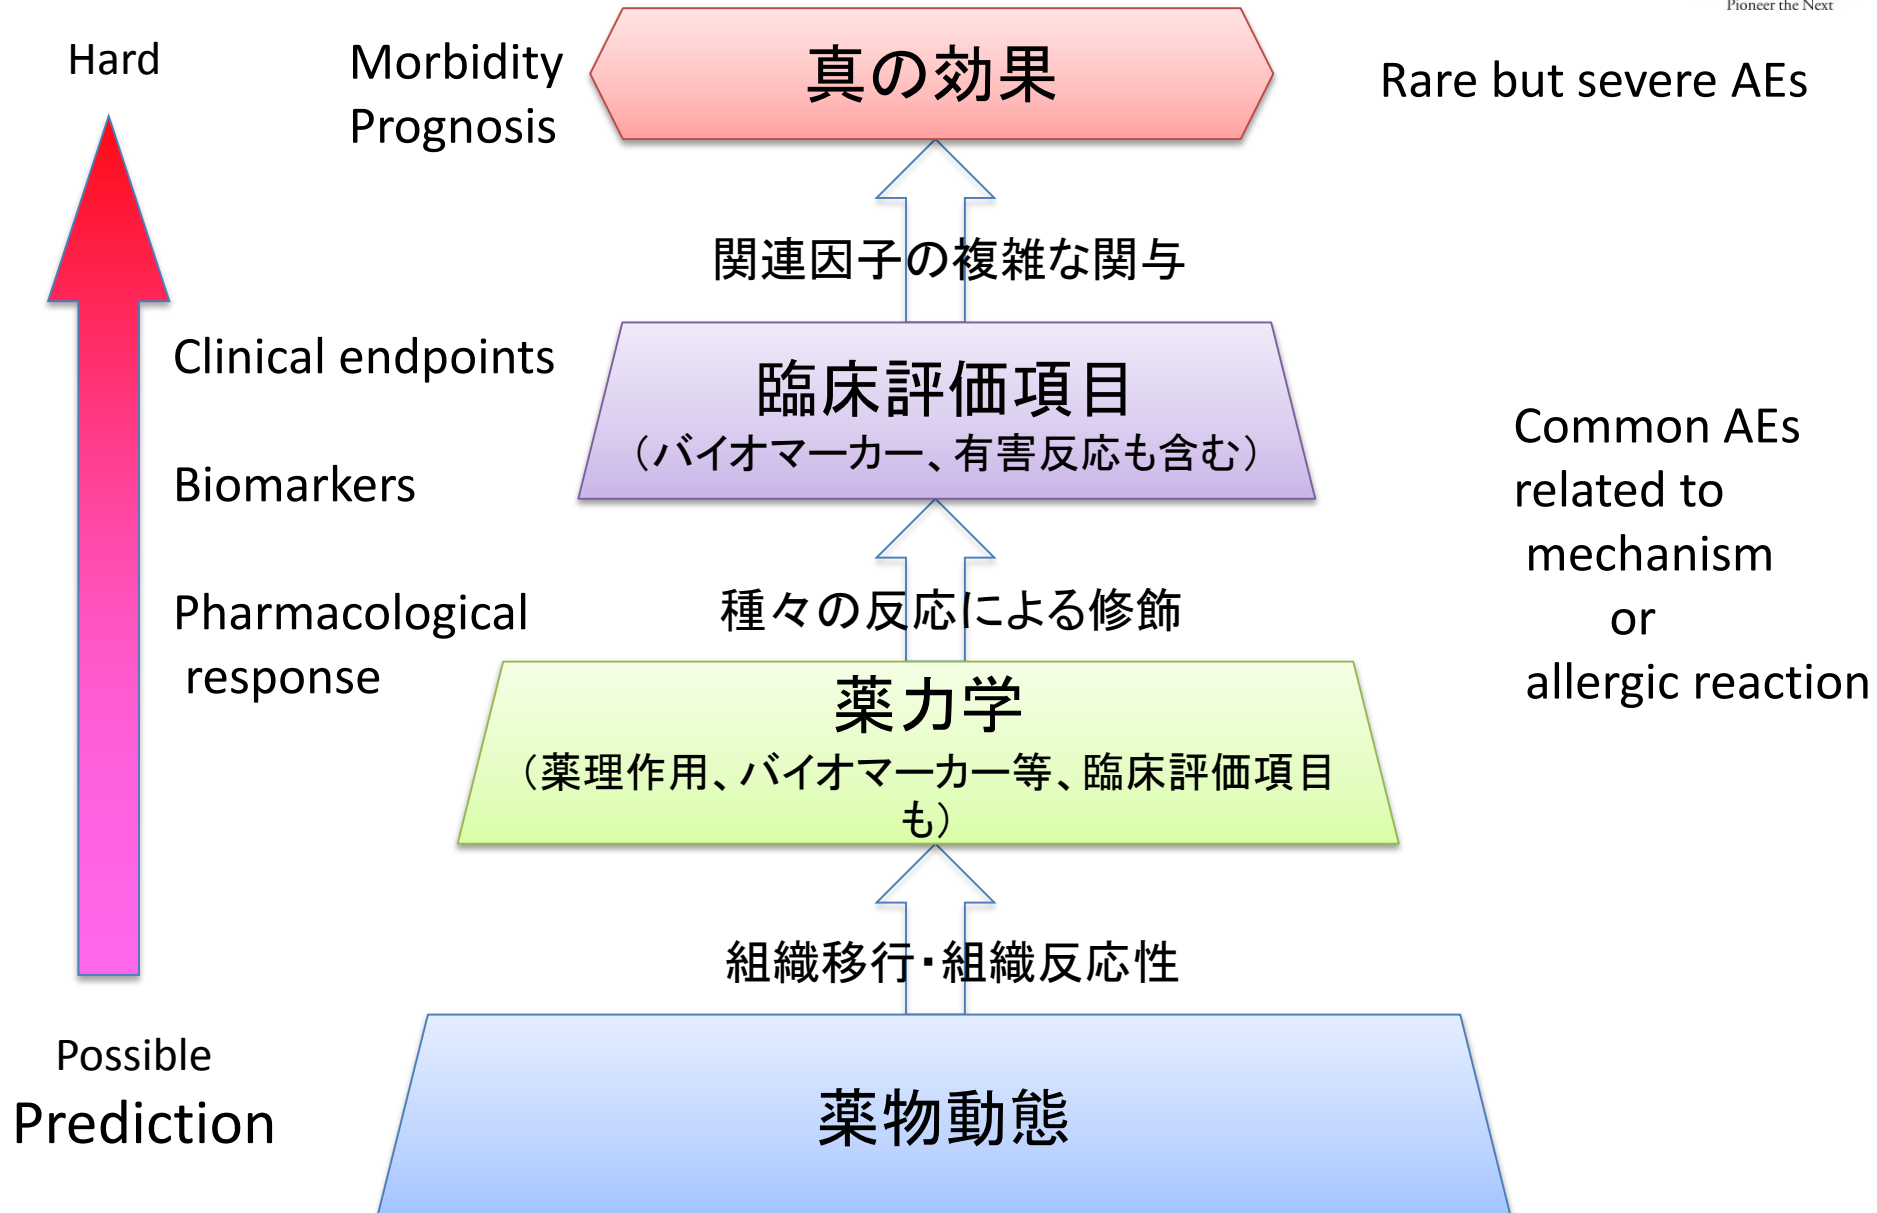 Pioneer the Next
Hard
Morbidity
Prognosis
真の効果
Rare but severe AEs
関連因子の複雑な関与
Clinical endpoints
臨床評価項目
（バイオマーカー、有害反応も含む）
Biomarkers
Common AEs
related to
mechanism
or
allergic reaction
種々の反応による修飾
Pharmacological
response
薬力学
（薬理作用、バイオマーカー等、臨床評価項目
も）
組織移行・組織反応性
Possible
Prediction
薬物動態